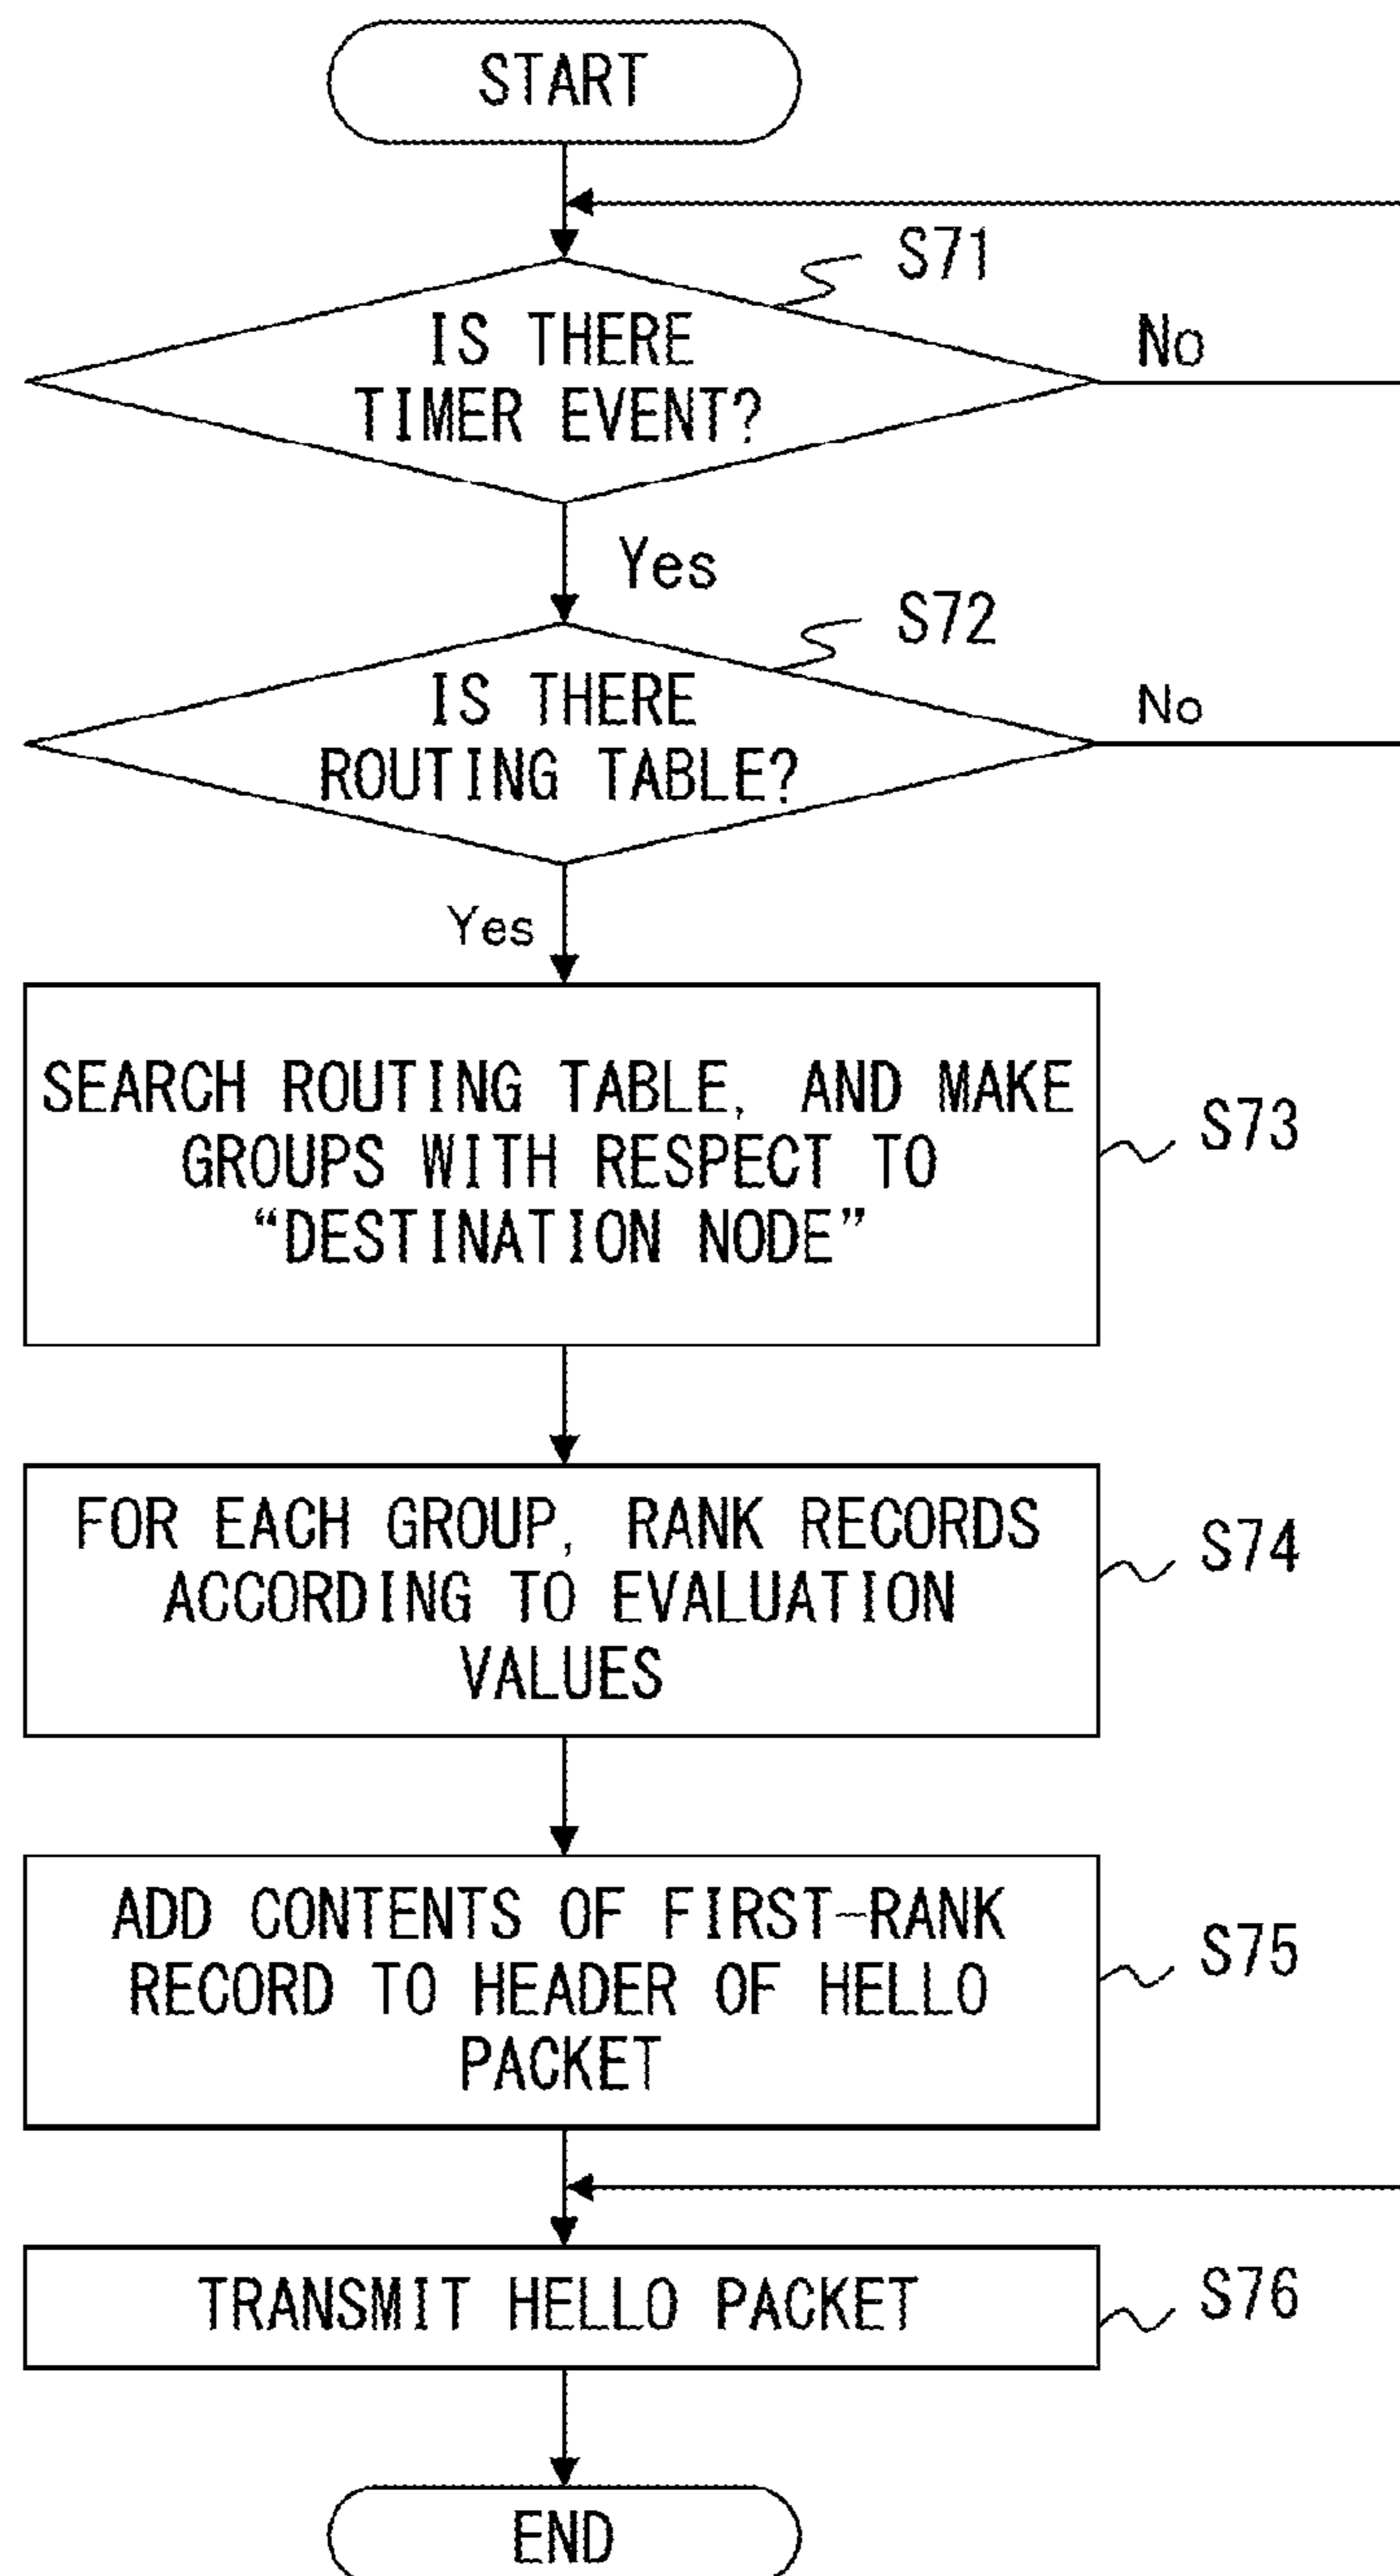 START
S71
IS THERE
TIMER EVENT?
No
Yes
S72
IS THERE
ROUTING TABLE?
No
Yes
SEARCH ROUTING TABLE, AND MAKE
GROUPS WITH RESPECT TO
“DESTINATION NODE”
S73
FOR EACH GROUP, RANK RECORDS
ACCORDING TO EVALUATION
VALUES
S74
ADD CONTENTS OF FIRST-RANK
RECORD TO HEADER OF HELLO
PACKET
S75
TRANSMIT HELLO PACKET
S76
END